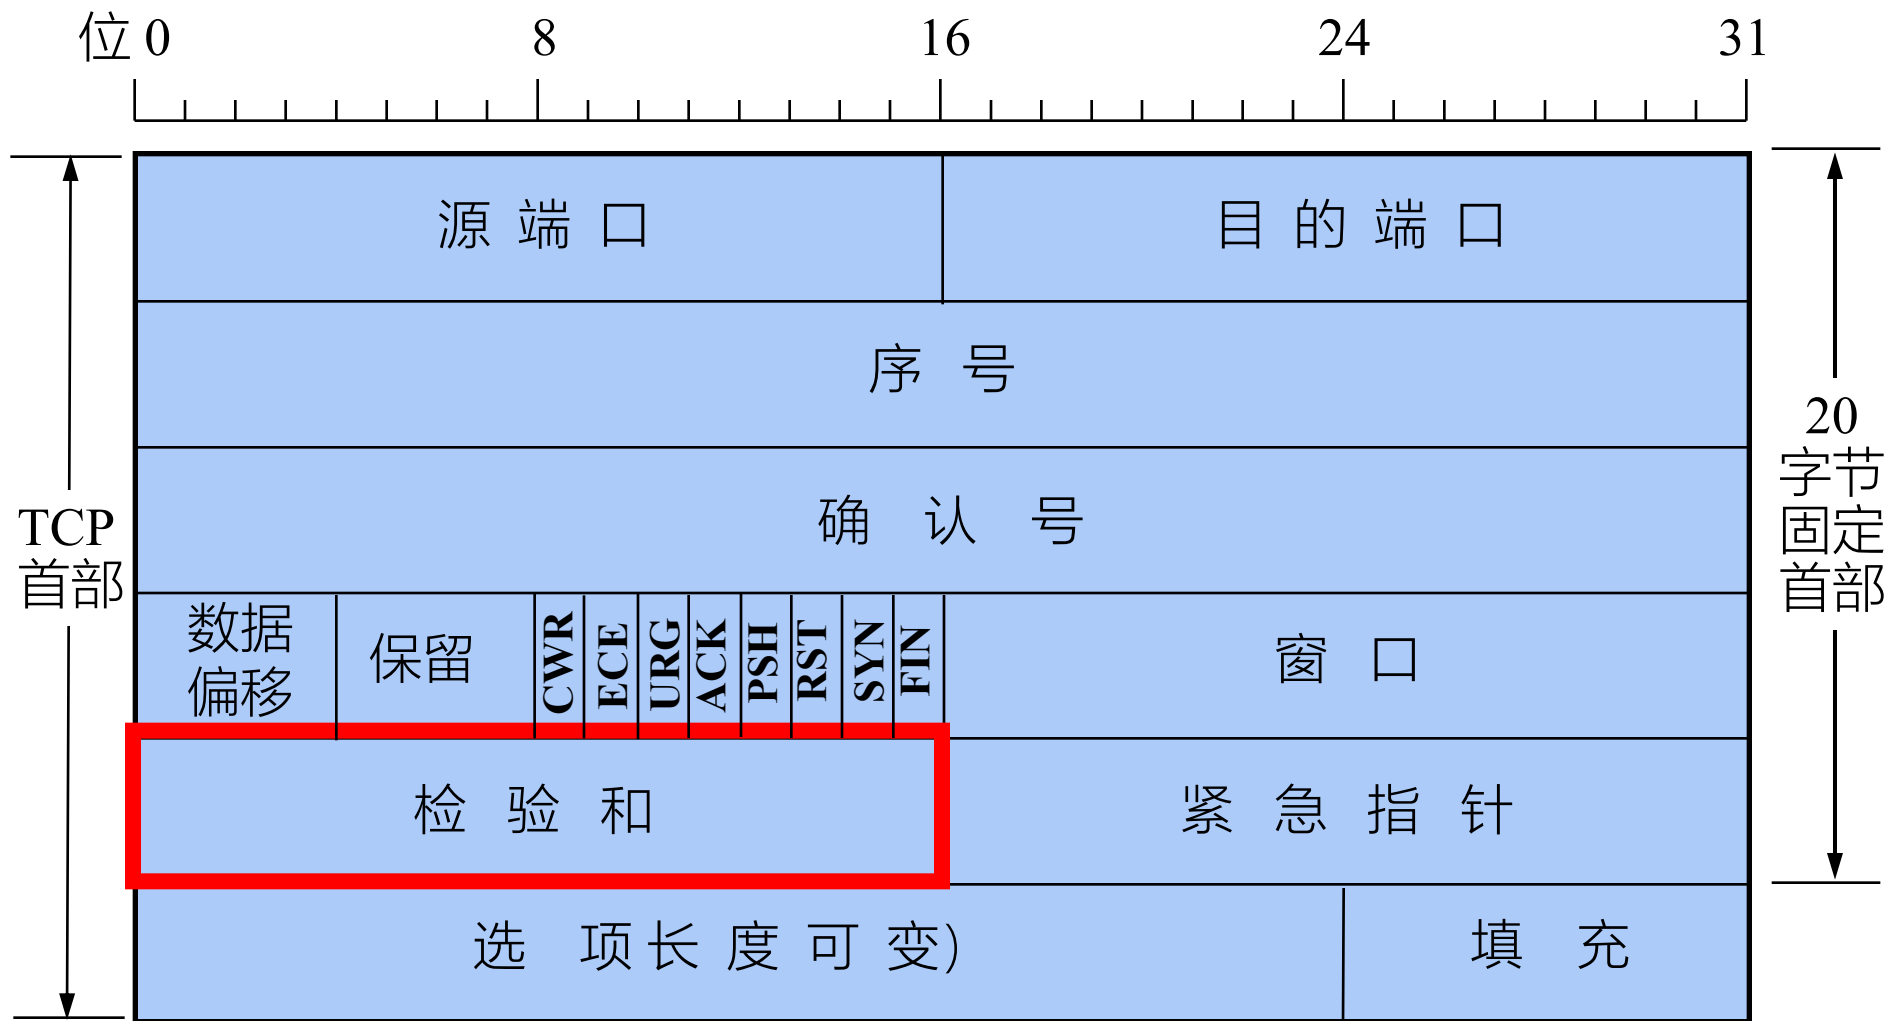 位 0 8 16 24 31
源端口 目的端口
序号
确认号
数据
偏移
保留
CWR
ECE
URG
ACK
PSH
RST
SYN
FIN
窗口
检验和 紧急指针
选项长度可变) 填充
TCP
首部
20
字节
固定
首部